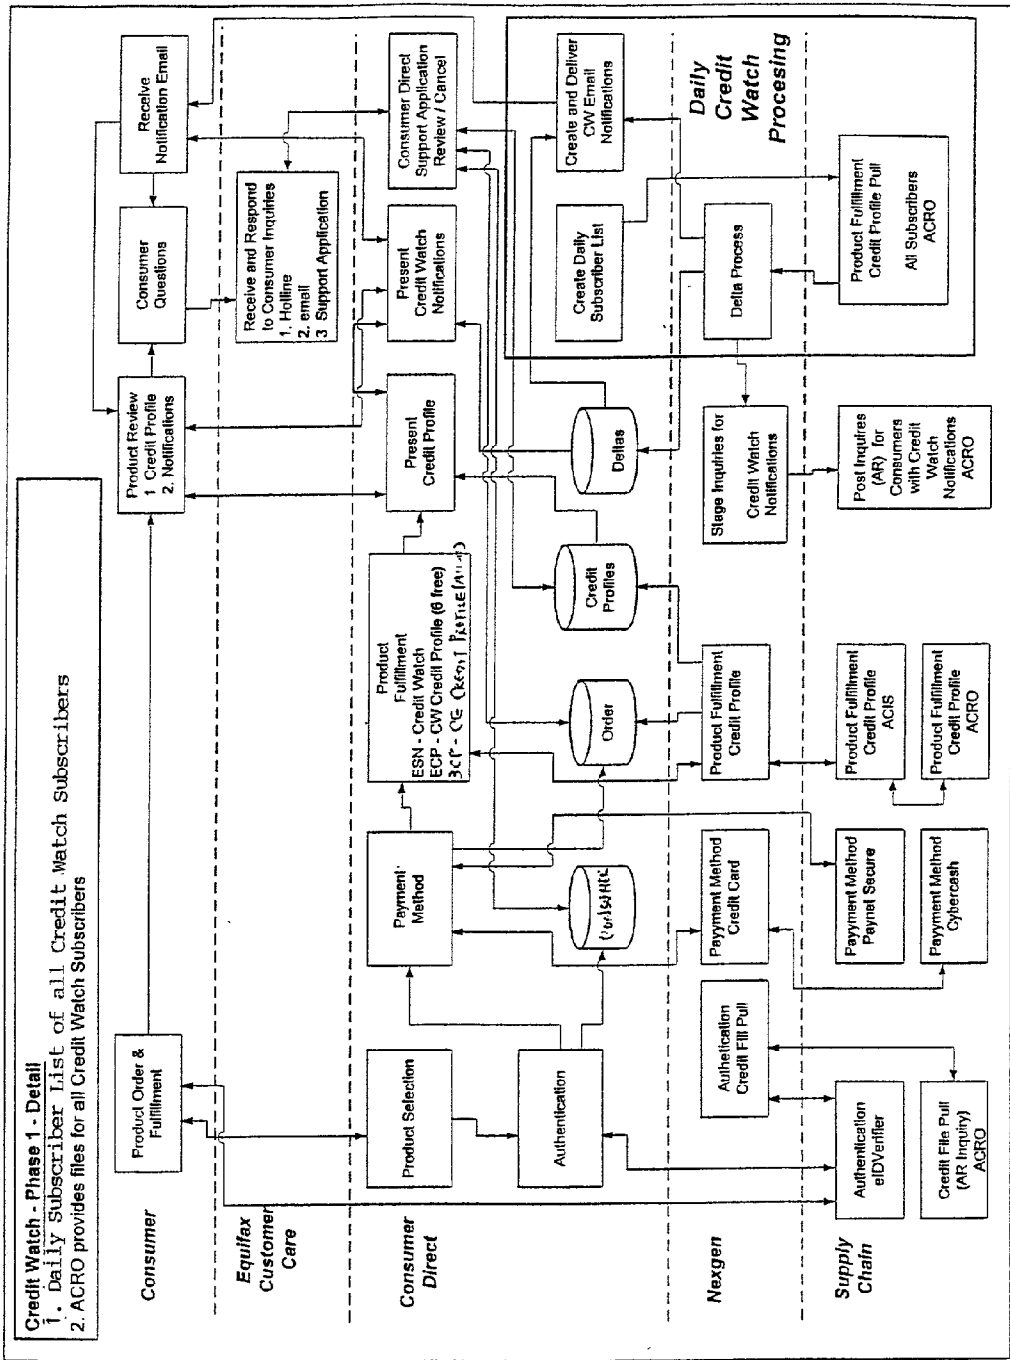 Credit Watch - Phase 1 - Detail
1. Daily Subscriber List of all Credit Watch Subscribers
2. ACRO provides files for all Credit Watch Subscribers
Consumer
Product Order &
Fulfillment
Product Review
1 Credit Profile
2. Notifications
Consumer
Questions
Receive
Notification Email
Equifax
Customer
Care
Receive and Respond
to Consumer Inquiries
1. Hotline
2. email
3 Support Application
Consumer
Direct
Product Selection
Authentication
Payment
Method
Product
Fulfillment
ESN - Credit Watch
ECP - CW Credit Profile (6 free)
Present
Credit Profile
Present
Credit Watch
Notifications
Consumer Direct
Support Application
Review / Cancel
Order
Credit
Profiles
Deltas
Create Daily
Subscriber List
Create and Deliver
CW Email
Notifications
Nexgen
Authetication
Credit Fill Pull
Payyment Method
Credit Card
Product Fulfillment
Credit Profile
Stage Inquiries for
Credit Watch
Notifications
Delta Process
Daily
Credit
Watch
Procesing
Supply
Chain
Authentication
eIDVerifier
Credit File Pull
(AR Inquiry)
ACRO
Payyment Method
Paynet Secure
Payyment Method
Cybercash
Product Fulfillment
Credit Profile
ACIS
Product Fulfillment
Credit Profile
ACRO
Post Inquires
(AR) for
Consumers
with Credit
Watch
Notifications
ACRO
Product Fulfillment
Credit Profile Pull
All Subscribers
ACRO